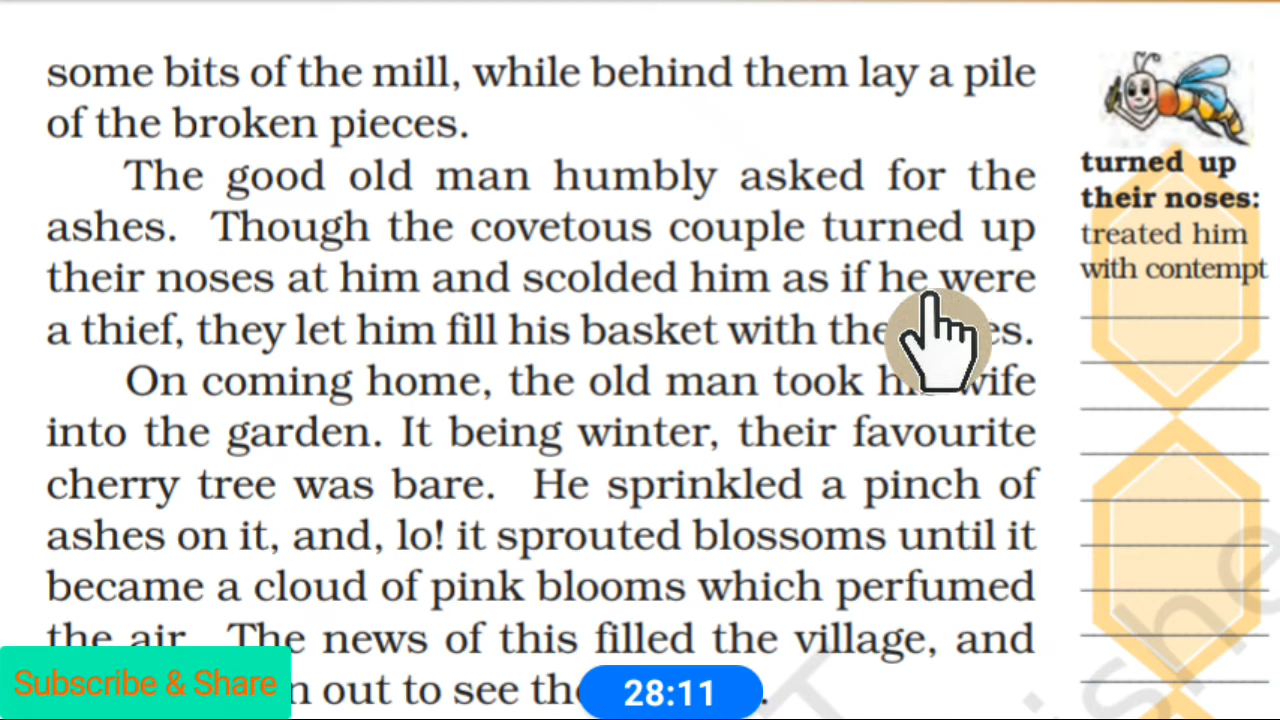 some bits of the mill, while behind them lay a pile
of the broken pieces.
The good old man humbly asked for the
ashes. Though the covetous couple turned up
their noses at him and scolded him as if he were
a thief, they let him fill his basket with the
On coming home, the old man took wife
into the garden. It being winter, their favourite
cherry tree was bare. He sprinkled a pinch of
ashes on it, and, lo! it sprouted blossoms until it
became a cloud of pink blooms which perfumed
the air. The news of this filled the village, and
out to see
turned up
their noses:
treated him
with contempt
Subscribe & Share
28:11